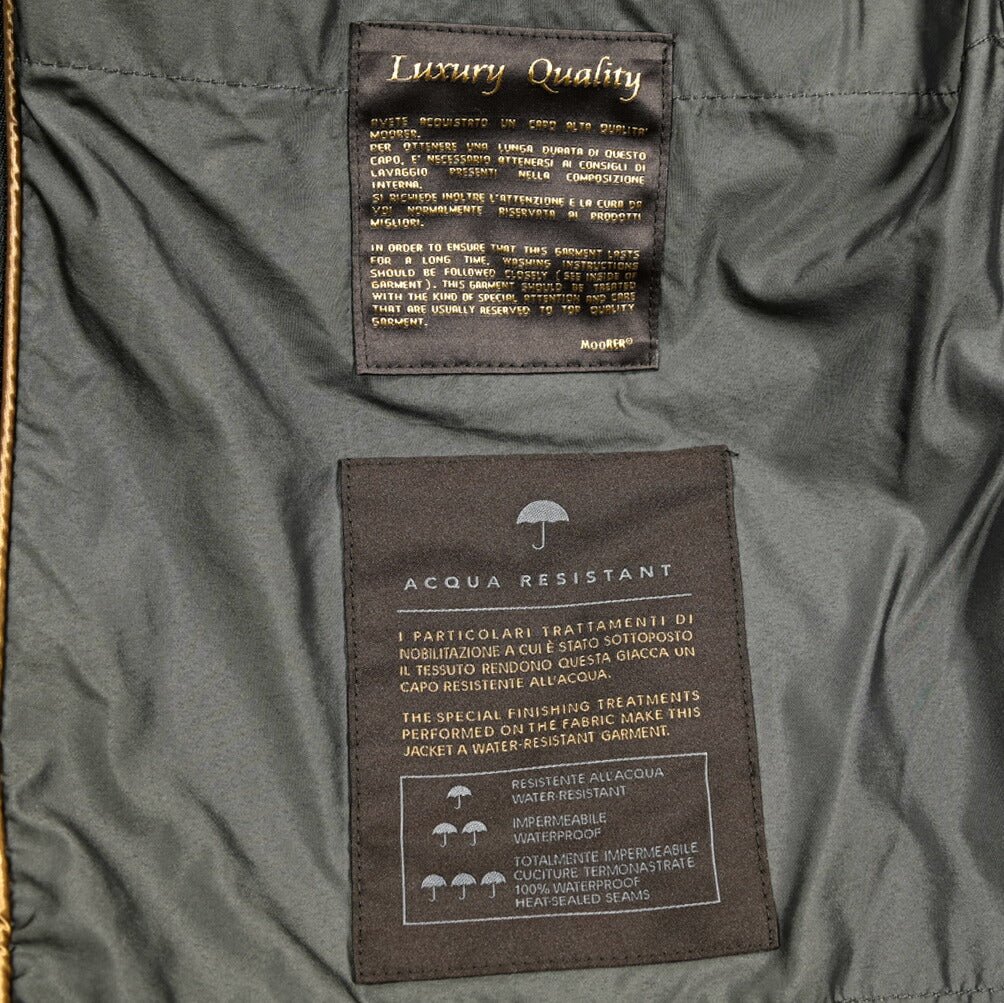 Luxury Quality
AVETE ACQUISTATO UN CAPO ALTA QUALITA'
MOORER.
PER OTTENERE UNA LUNGA DURATA DI QUESTO
CAPO, E' NECESSARIO ATTENERSI AI CONSIGLI DI
LAVAGGIO PRESENTI NELLA COMPOSIZIONE
INTERNA.
SI RICHIEDE INOLTRE L'ATTENZIONE E LA CURA DA
VOI NORMALMENTE RISERVATA AI PRODOTTI
MIGLIORI.
IN ORDER TO ENSURE THAT THIS GARMENT LASTS
FOR A LONG TIME, WASHING INSTRUCTIONS
SHOULD BE FOLLOWED CLOSELY (SEE INSIDE OF
GARMENT). THIS GARMENT SHOULD BE TREATED
WITH THE KIND OF SPECIAL ATTENTION AND CARE
THAT ARE USUALLY RESERVED TO TOP QUALITY
GARMENT.
MOORER®
ACQUA RESISTANT
I PARTICOLARI TRATTAMENTI DI
NOBILITAZIONE A CUI È STATO SOTTOPOSTO
IL TESSUTO RENDONO QUESTA GIACCA UN
CAPO RESISTENTE ALL'ACQUA.
THE SPECIAL FINISHING TREATMENTS
PERFORMED ON THE FABRIC MAKE THIS
JACKET A WATER-RESISTANT GARMENT.
RESISTENTE ALL'ACQUA
WATER-RESISTANT
IMPERMEABILE
WATERPROOF
TOTALMENTE IMPERMEABILE
CUCITURE TERMONASTRATE
100% WATERPROOF
HEAT-SEALED SEAMS